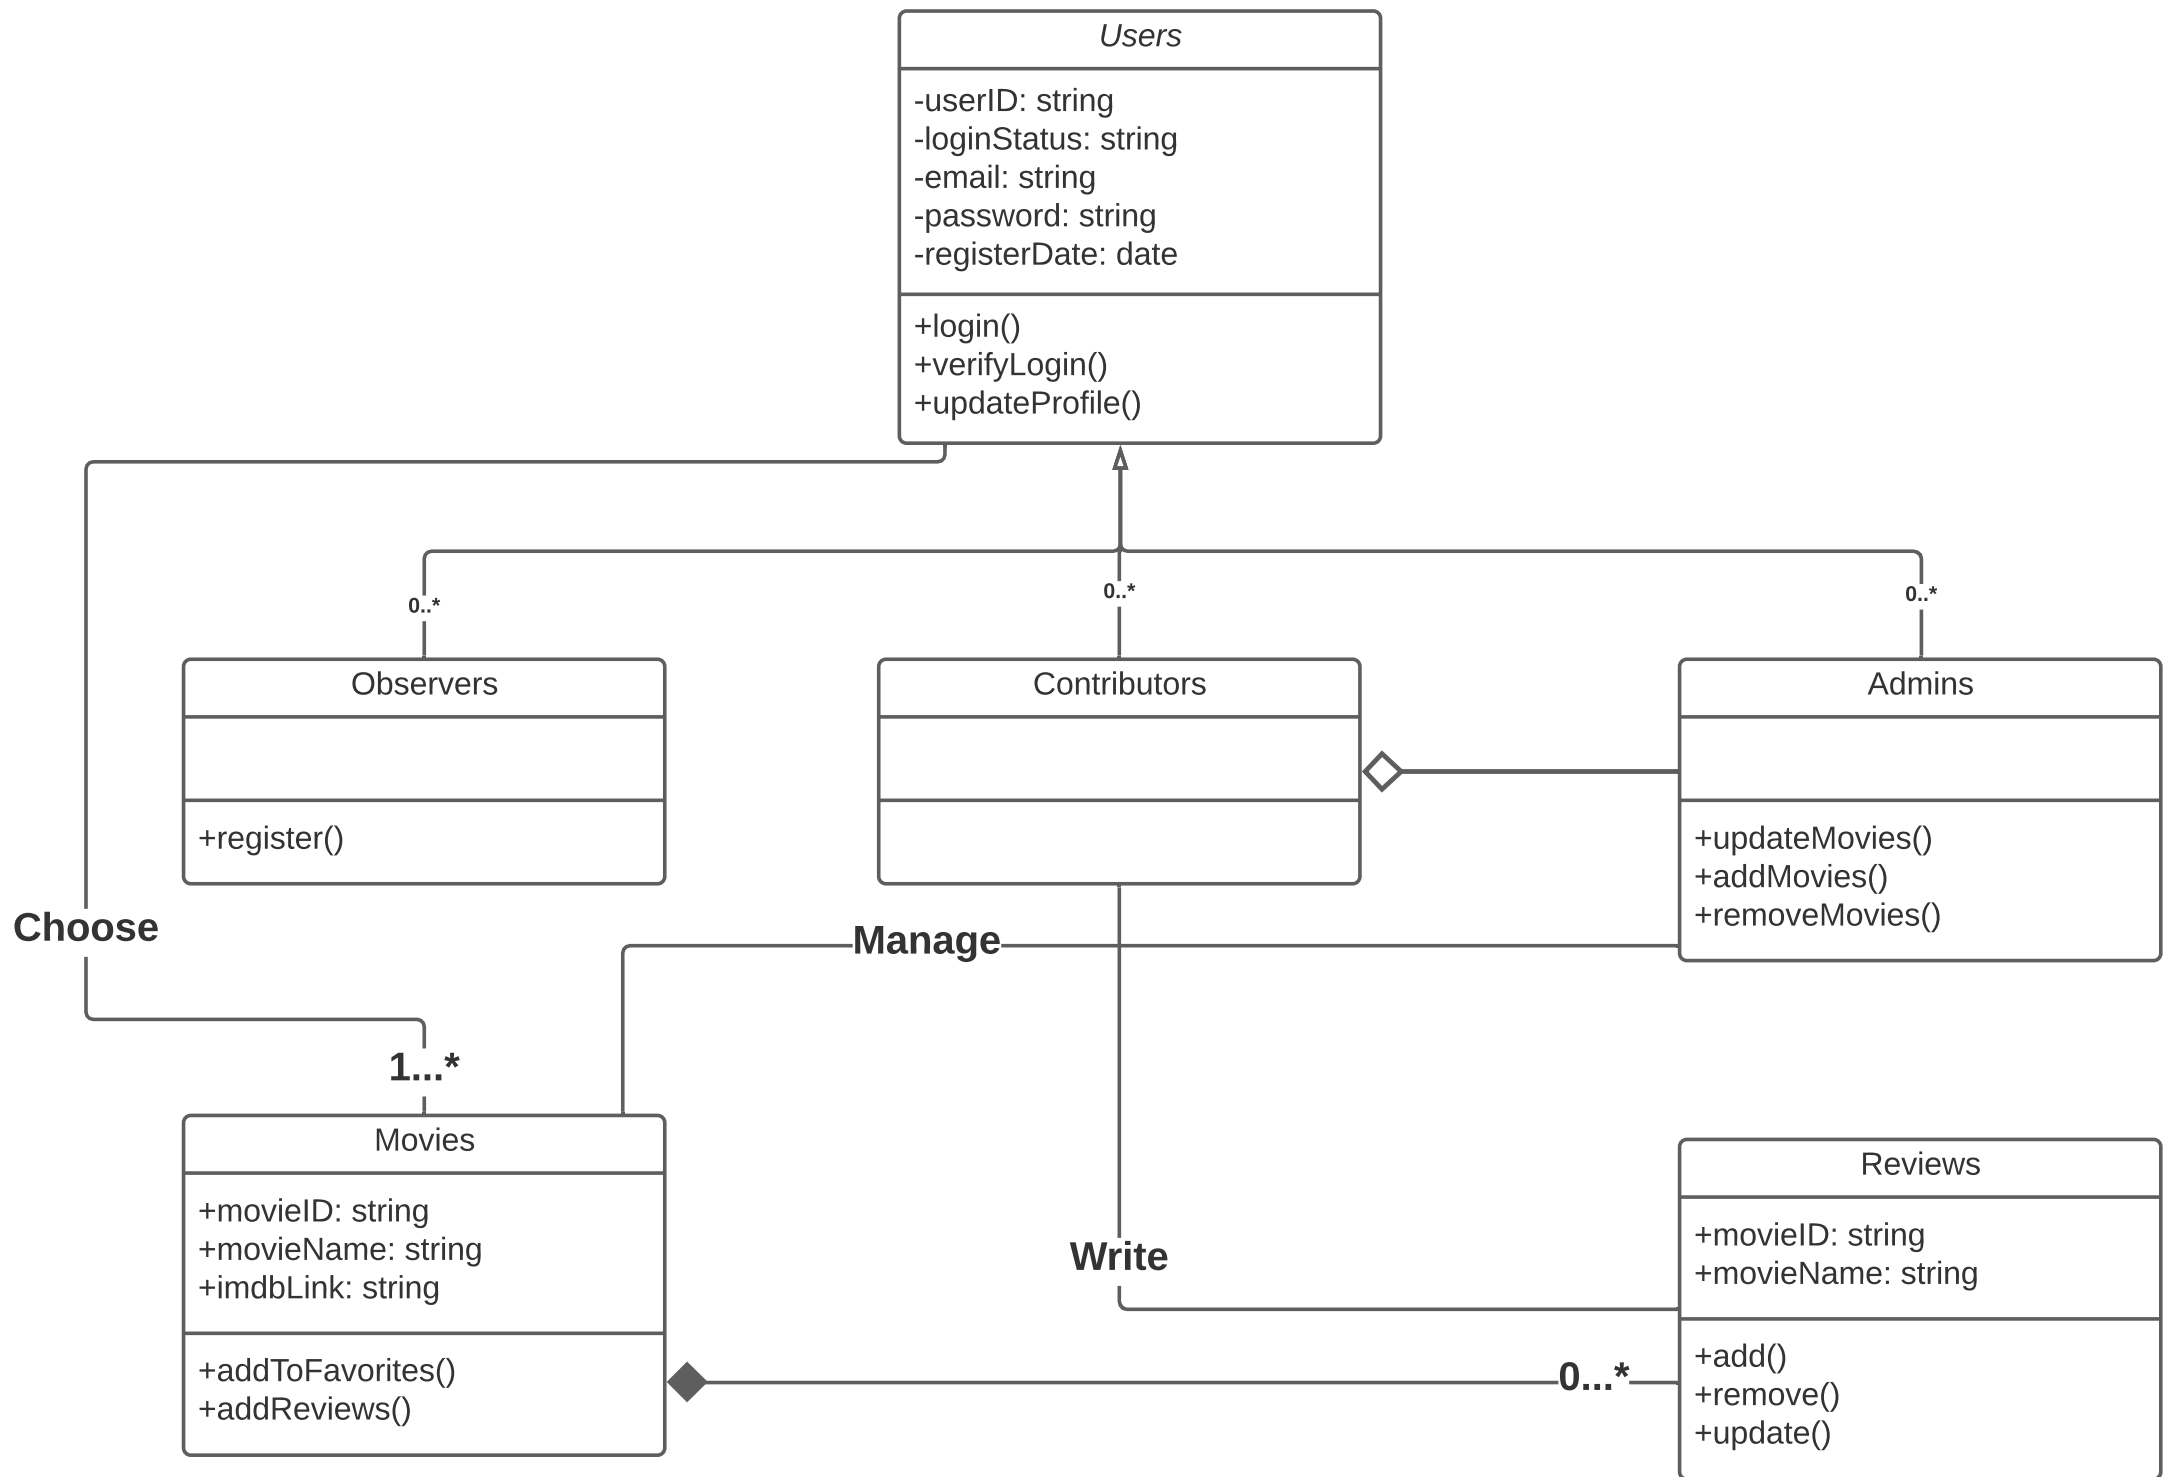 Users
-userID: string
-loginStatus: string
-email: string
-password: string
-registerDate: date
+login()
+verifyLogin()
+updateProfile()
0..*
0..*
0..*
Observers
+register()
Contributors
Admins
+updateMovies()
+addMovies()
+removeMovies()
Choose
Manage
1...*
Movies
+movieID: string
+movieName: string
+imdbLink: string
+addToFavorites()
+addReviews()
Write
0...*
Reviews
+movieID: string
+movieName: string
+add()
+remove()
+update()